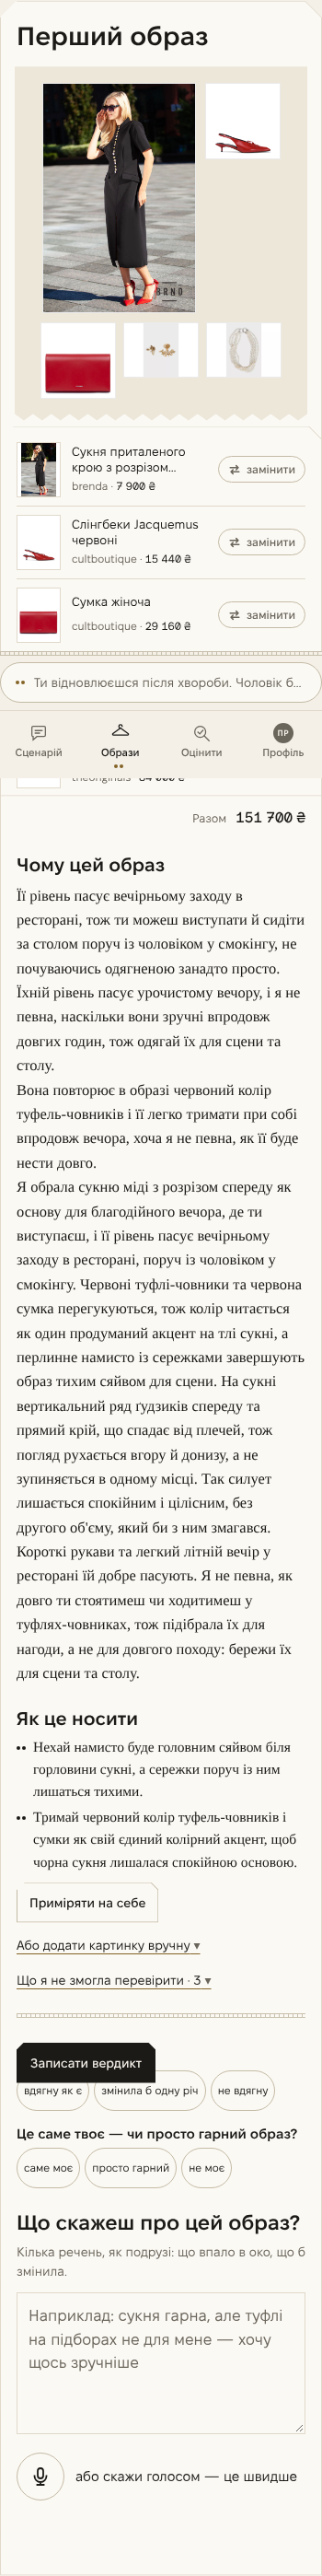 Перший образ
BRND
Сукня приталеного
крою з розрізом...
brenda · 7 900 ₴
замінити
Слінгбеки Jacquemus
червоні
cultboutique · 15 440 ₴
замінити
Сумка жіноча
cultboutique · 29 160 ₴
замінити
Ти відновлюєшся після хвороби. Чоловік б...
Сценарій
Образи
Оцінити
ПР
Профіль
Разом 151 700 ₴
Чому цей образ
Її рівень пасує вечірньому заходу в
ресторані, тож ти можеш виступати й сидіти
за столом поруч із чоловіком у смокінгу, не
почуваючись одягненою занадто просто.
Їхній рівень пасує урочистому вечору, і я не
певна, наскільки вони зручні впродовж
довгих годин, тож одягай їх для сцени та
столу.
Вона повторює в образі червоний колір
туфель-човників і її легко тримати при собі
впродовж вечора, хоча я не певна, як її буде
нести довго.
Я обрала сукню міді з розрізом спереду як
основу для благодійного вечора, де ти
виступаєш, і її рівень пасує вечірньому
заходу в ресторані, поруч із чоловіком у
смокінгу. Червоні туфлі-човники та червона
сумка перегукуються, тож колір читається
як один продуманий акцент на тлі сукні, а
перлинне намисто із сережками завершують
образ тихим сяйвом для сцени. На сукні
вертикальний ряд ґудзиків спереду та
прямий крій, що спадає від плечей, тож
погляд рухається вгору й донизу, а не
зупиняється в одному місці. Так силует
лишається спокійним і цілісним, без
другого об'єму, який би з ним змагався.
Короткі рукави та легкий літній вечір у
ресторані їй добре пасують. Я не певна, як
довго ти стоятимеш чи ходитимеш у
туфлях-човниках, тож підібрала їх для
нагоди, а не для довгого походу: бережи їх
для сцени та столу.
Як це носити
Нехай намисто буде головним сяйвом біля
горловини сукні, а сережки поруч із ним
лишаться тихими.
Тримай червоний колір туфель-човників і
сумки як свій єдиний колірний акцент, щоб
чорна сукня лишалася спокійною основою.
Приміряти на себе
Або додати картинку вручну ▾
Що я не змогла перевірити · 3 ▾
Записати вердикт
вдягну як є
змінила б одну річ
не вдягну
Це саме твоє — чи просто гарний образ?
саме моє
просто гарний
не моє
Що скажеш про цей образ?
Кілька речень, як подрузі: що впало в око, що б
змінила.
Наприклад: сукня гарна, але туфлі
на підборах не для мене — хочу
щось зручніше
або скажи голосом — це швидше